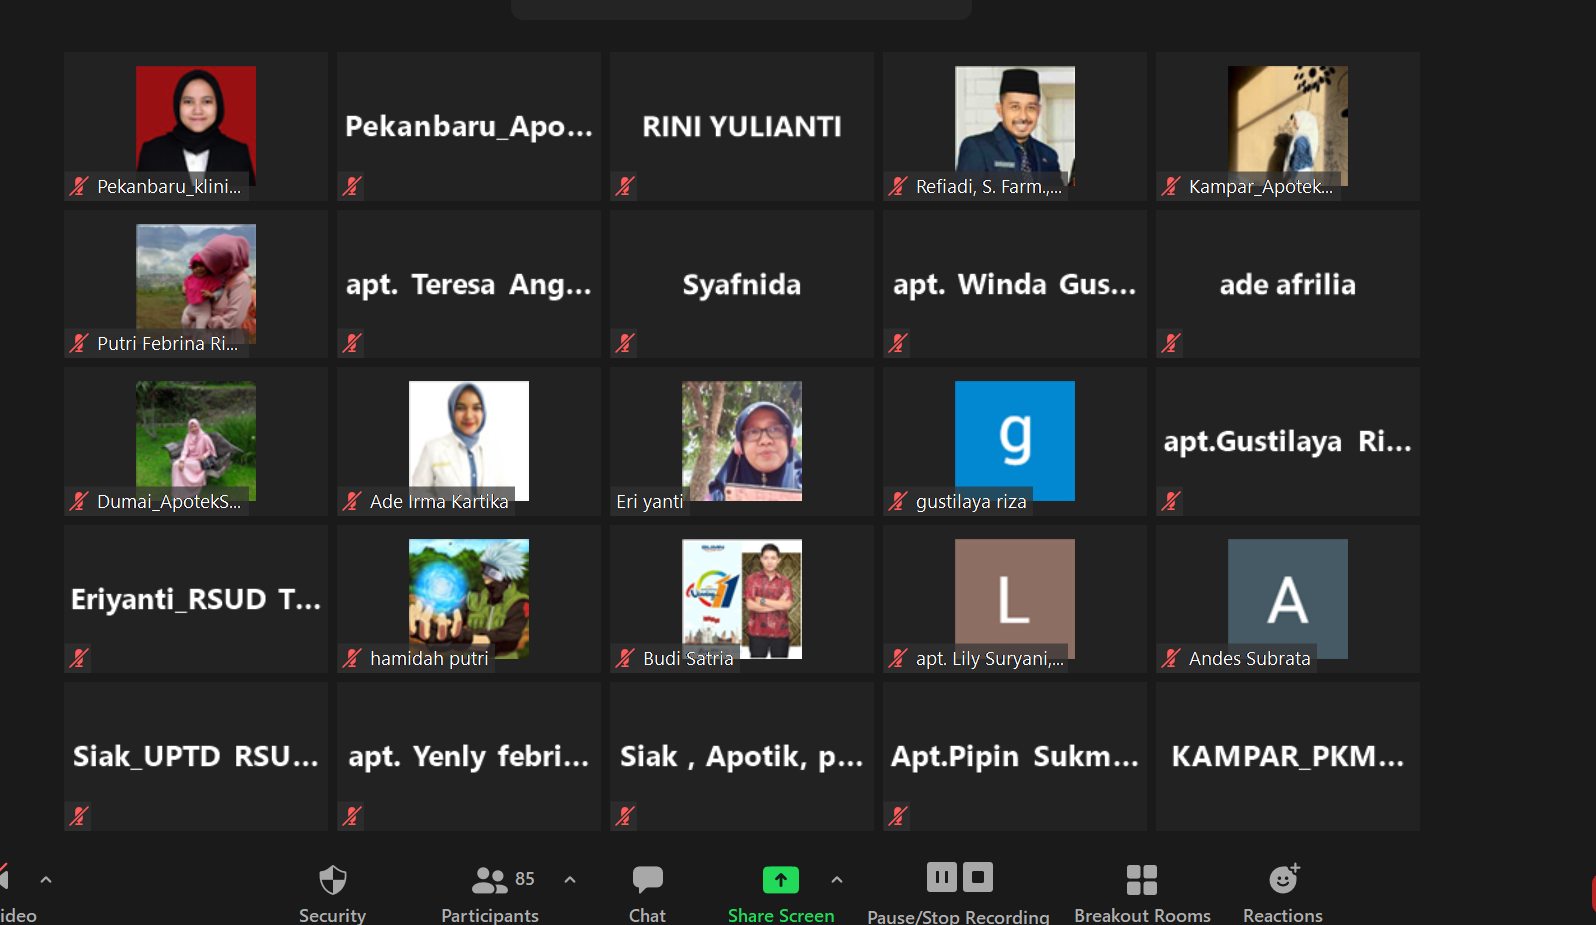 Pekanbaru_klini...
Pekanbaru_Apo...
RINI YULIANTI
Refiadi, S. Farm.,...
Kampar_Apotek...
Putri Febrina Ri...
apt. Teresa Ang...
Syafnida
apt. Winda Gus...
ade afrilia
Dumai_ApotekS...
Ade Irma Kartika
Eri yanti
g
gustilaya riza
apt.Gustilaya Ri...
Eriyanti_RSUD T...
hamidah putri
11
Budi Satria
L
apt. Lily Suryani,...
A
Andes Subrata
Siak_UPTD RSU...
apt. Yenly febri...
Siak , Apotik, p...
Apt.Pipin Sukm...
KAMPAR_PKM...
ideo
Security
85
Participants
Chat
Share Screen
Pause/Stop Recording
Breakout Rooms
Reactions